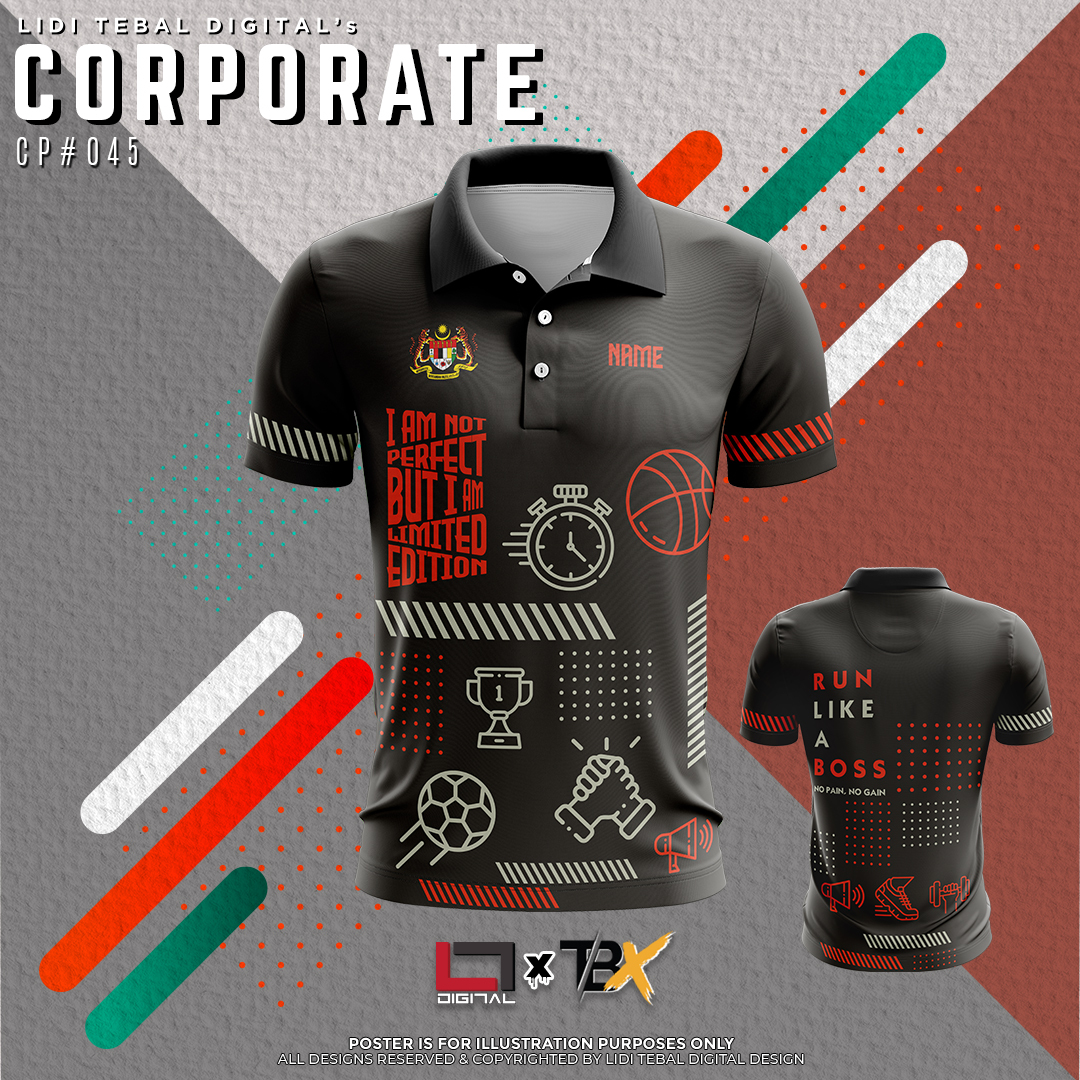 LIDI TEBAL DIGITAL's
CORPORATE
CP#045
NAME
I AM NOT
PERFECT
BUT I AM
LIMITED
EDITION
1
RUN
LIKE
A
BOSS
NO PAIN. NO GAIN
DIGITAL
X
TBX
POSTER IS FOR ILLUSTRATION PURPOSES ONLY
ALL DESIGNS RESERVED & COPYRIGHTED BY LIDI TEBAL DIGITAL DESIGN